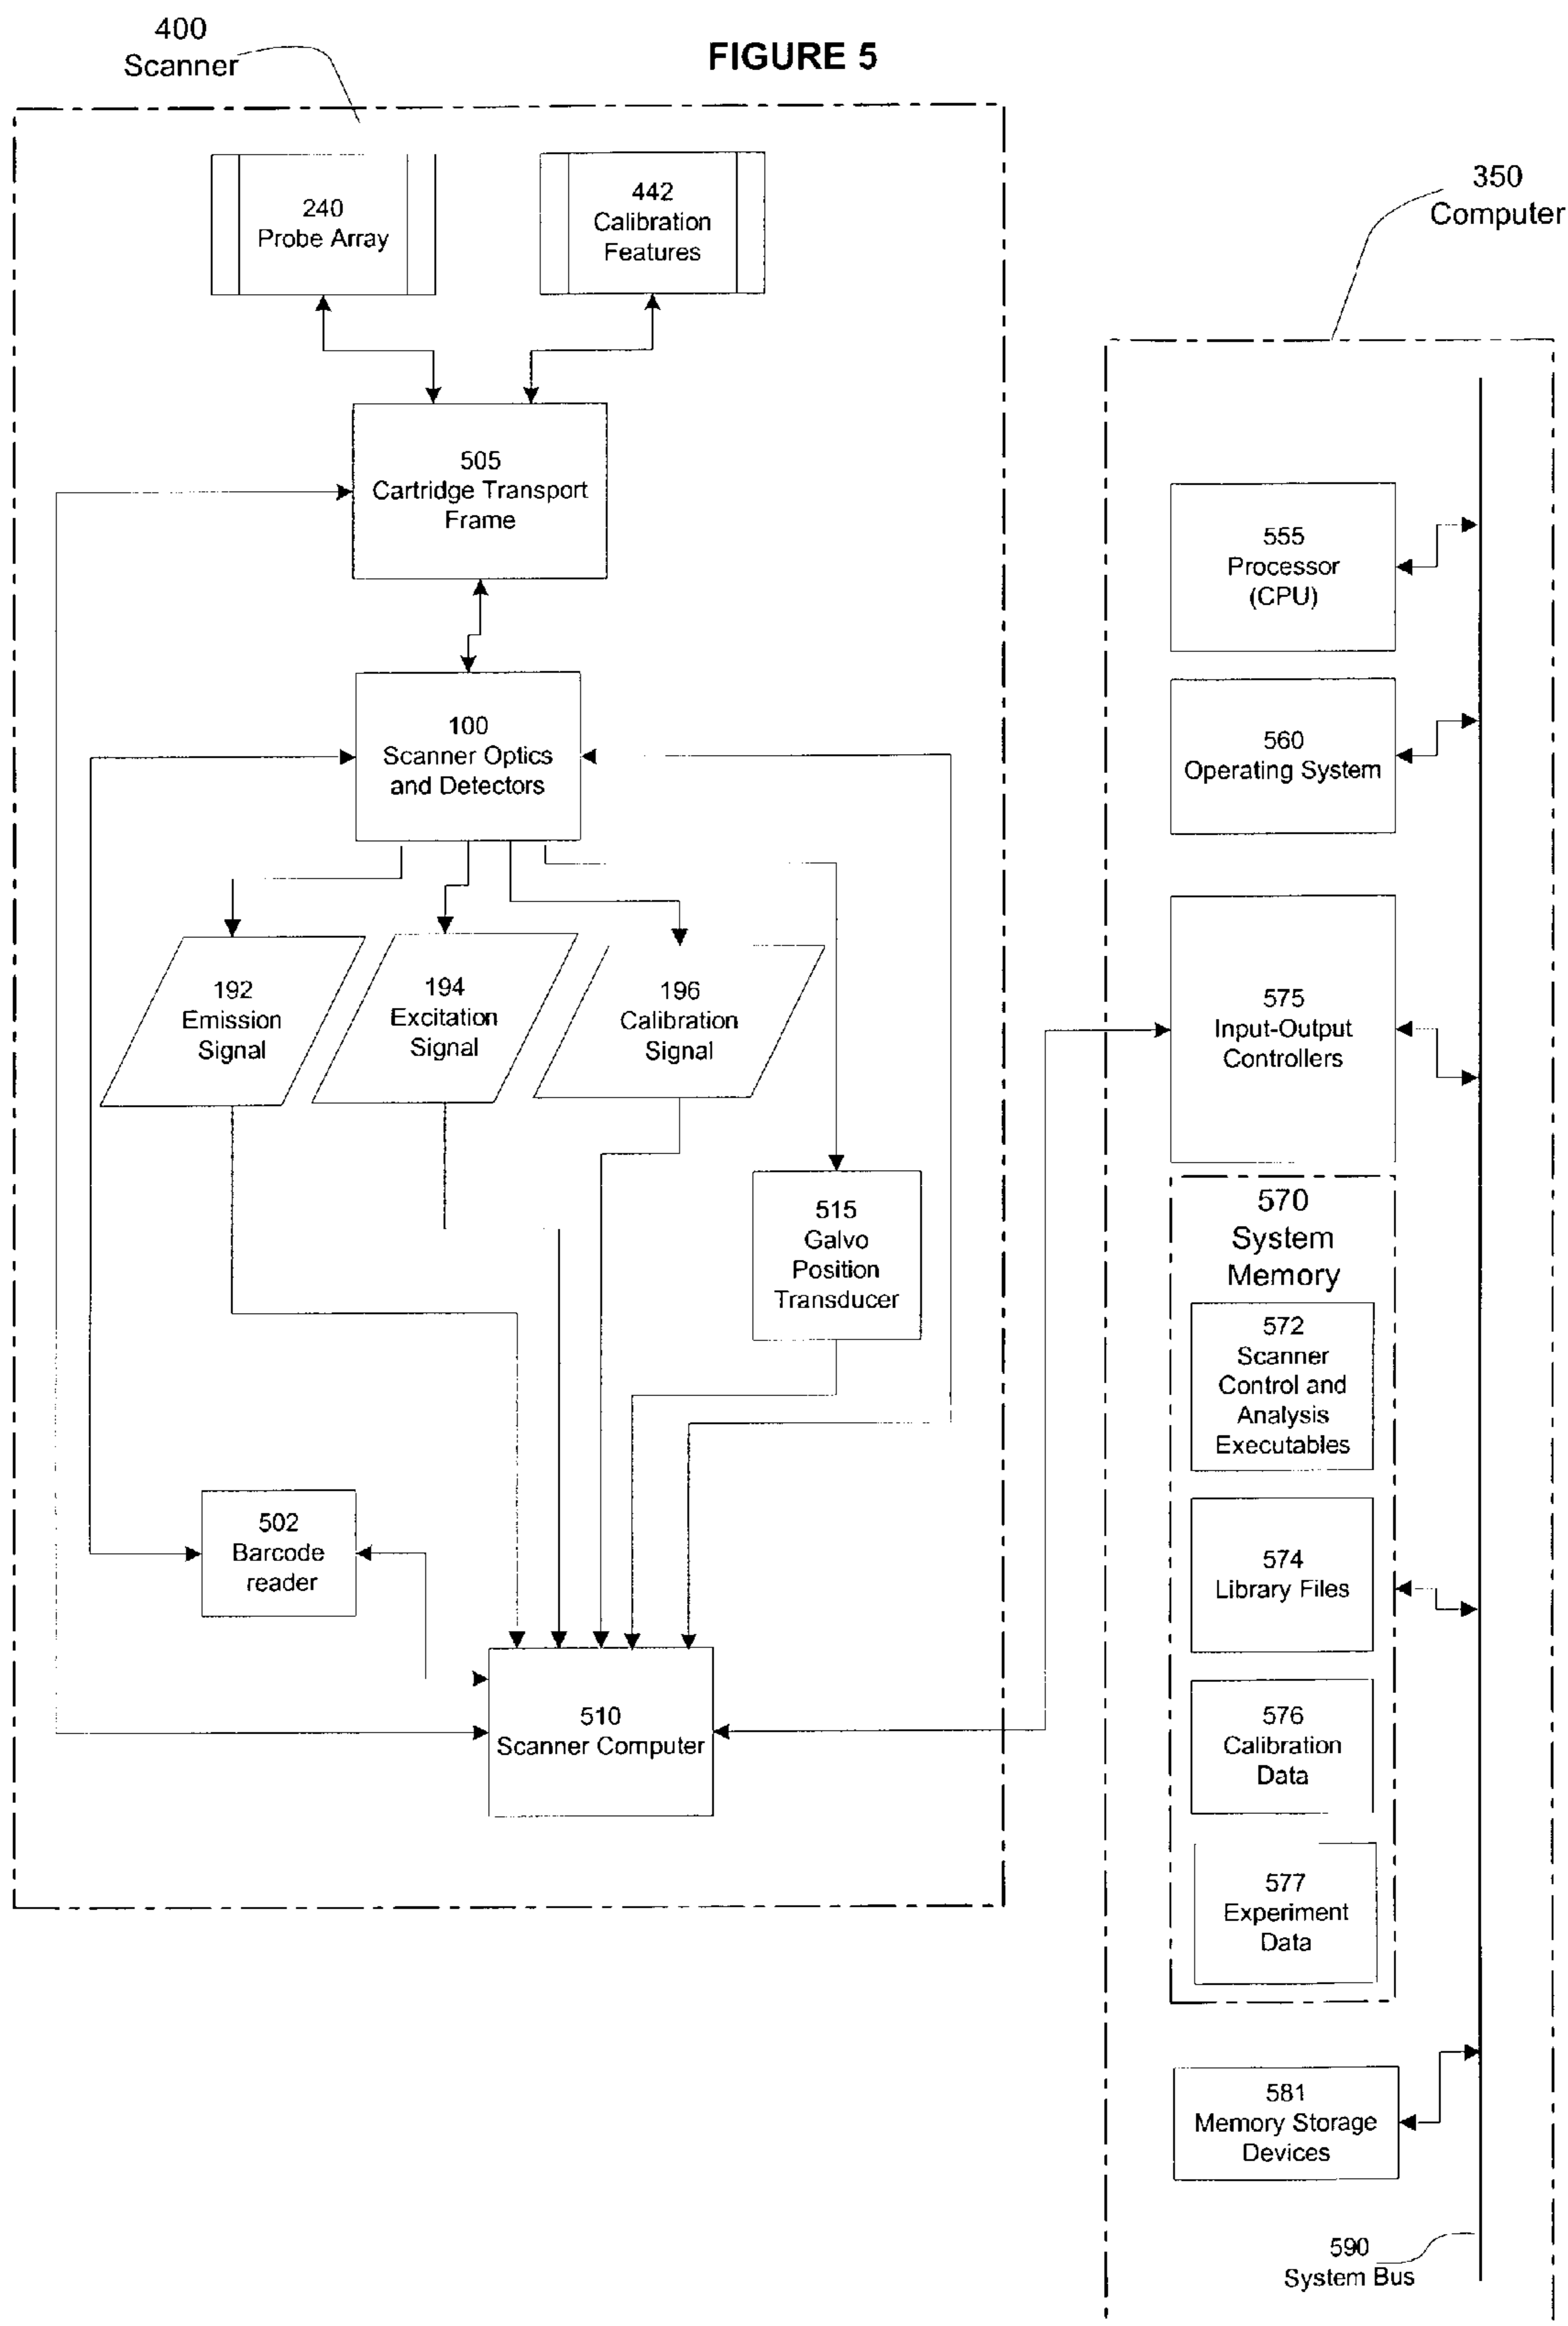 FIGURE 5
400
Scanner
240
Probe Array
442
Calibration
Features
505
Cartridge Transport
Frame
100
Scanner Optics
and Detectors
192
Emission
Signal
194
Excitation
Signal
196
Calibration
Signal
515
Galvo
Position
Transducer
502
Barcode
reader
510
Scanner Computer
350
Computer
555
Processor
(CPU)
560
Operating System
575
Input-Output
Controllers
570
System
Memory
572
Scanner
Control and
Analysis
Executables
574
Library Files
576
Calibration
Data
577
Experiment
Data
581
Memory Storage
Devices
590
System Bus